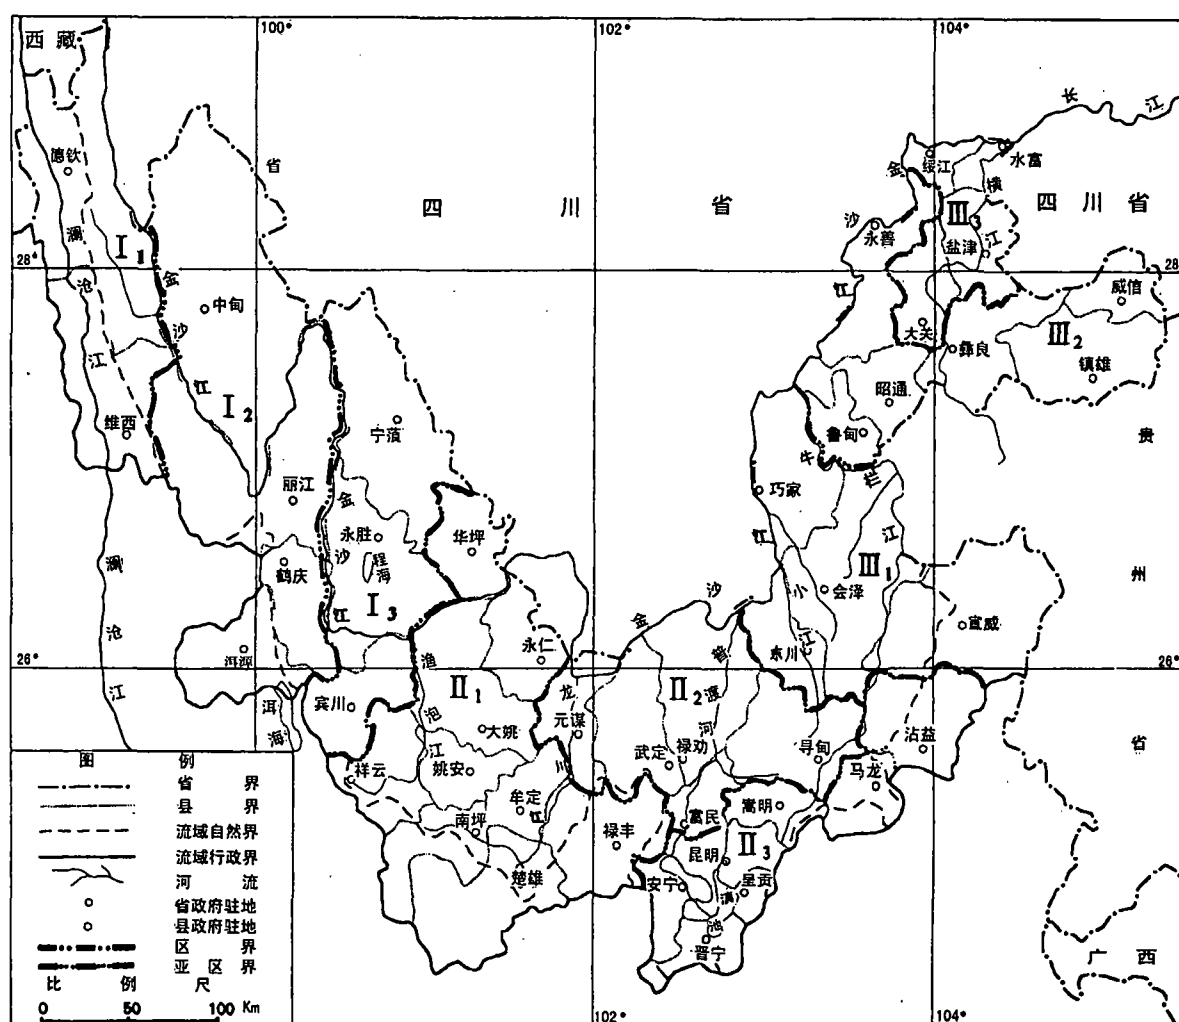 100°
102°
104°
西藏
长江
省
四川省
四川省
德钦
绥江
水富
金
横
III3
沙
永善
盐津
江
澜
I1
28°
28°
沧
金
中甸
江
威信
沙
大关
III2
江
江
彝良
镇雄
I2
昭通
维西
宁蒗
鲁甸
贵
牛
栏
丽江
巧家
金
永胜
华坪
江
江
沙
程海
III1
澜
鹤庆
小
会泽
州
江
I3
金
沙
宣威
沧
永仁
普
江
东川
26°
26°
洱源
渔
II1
龙
II2
渡
江
洱海
宾川
泡
大姚
元谋
河
沾益
省
江
姚安
武定
禄劝
寻甸
祥云
川
马龙
牟定
江
富民
嵩明
南坪
禄丰
昆明
II3
楚雄
安宁
呈贡
滇
池
晋宁
广西
102°
104°
图例
省界
县界
流域自然界
流域行政界
河流
省政府驻地
县政府驻地
区界
亚区界
比例尺
0 50 100 Km